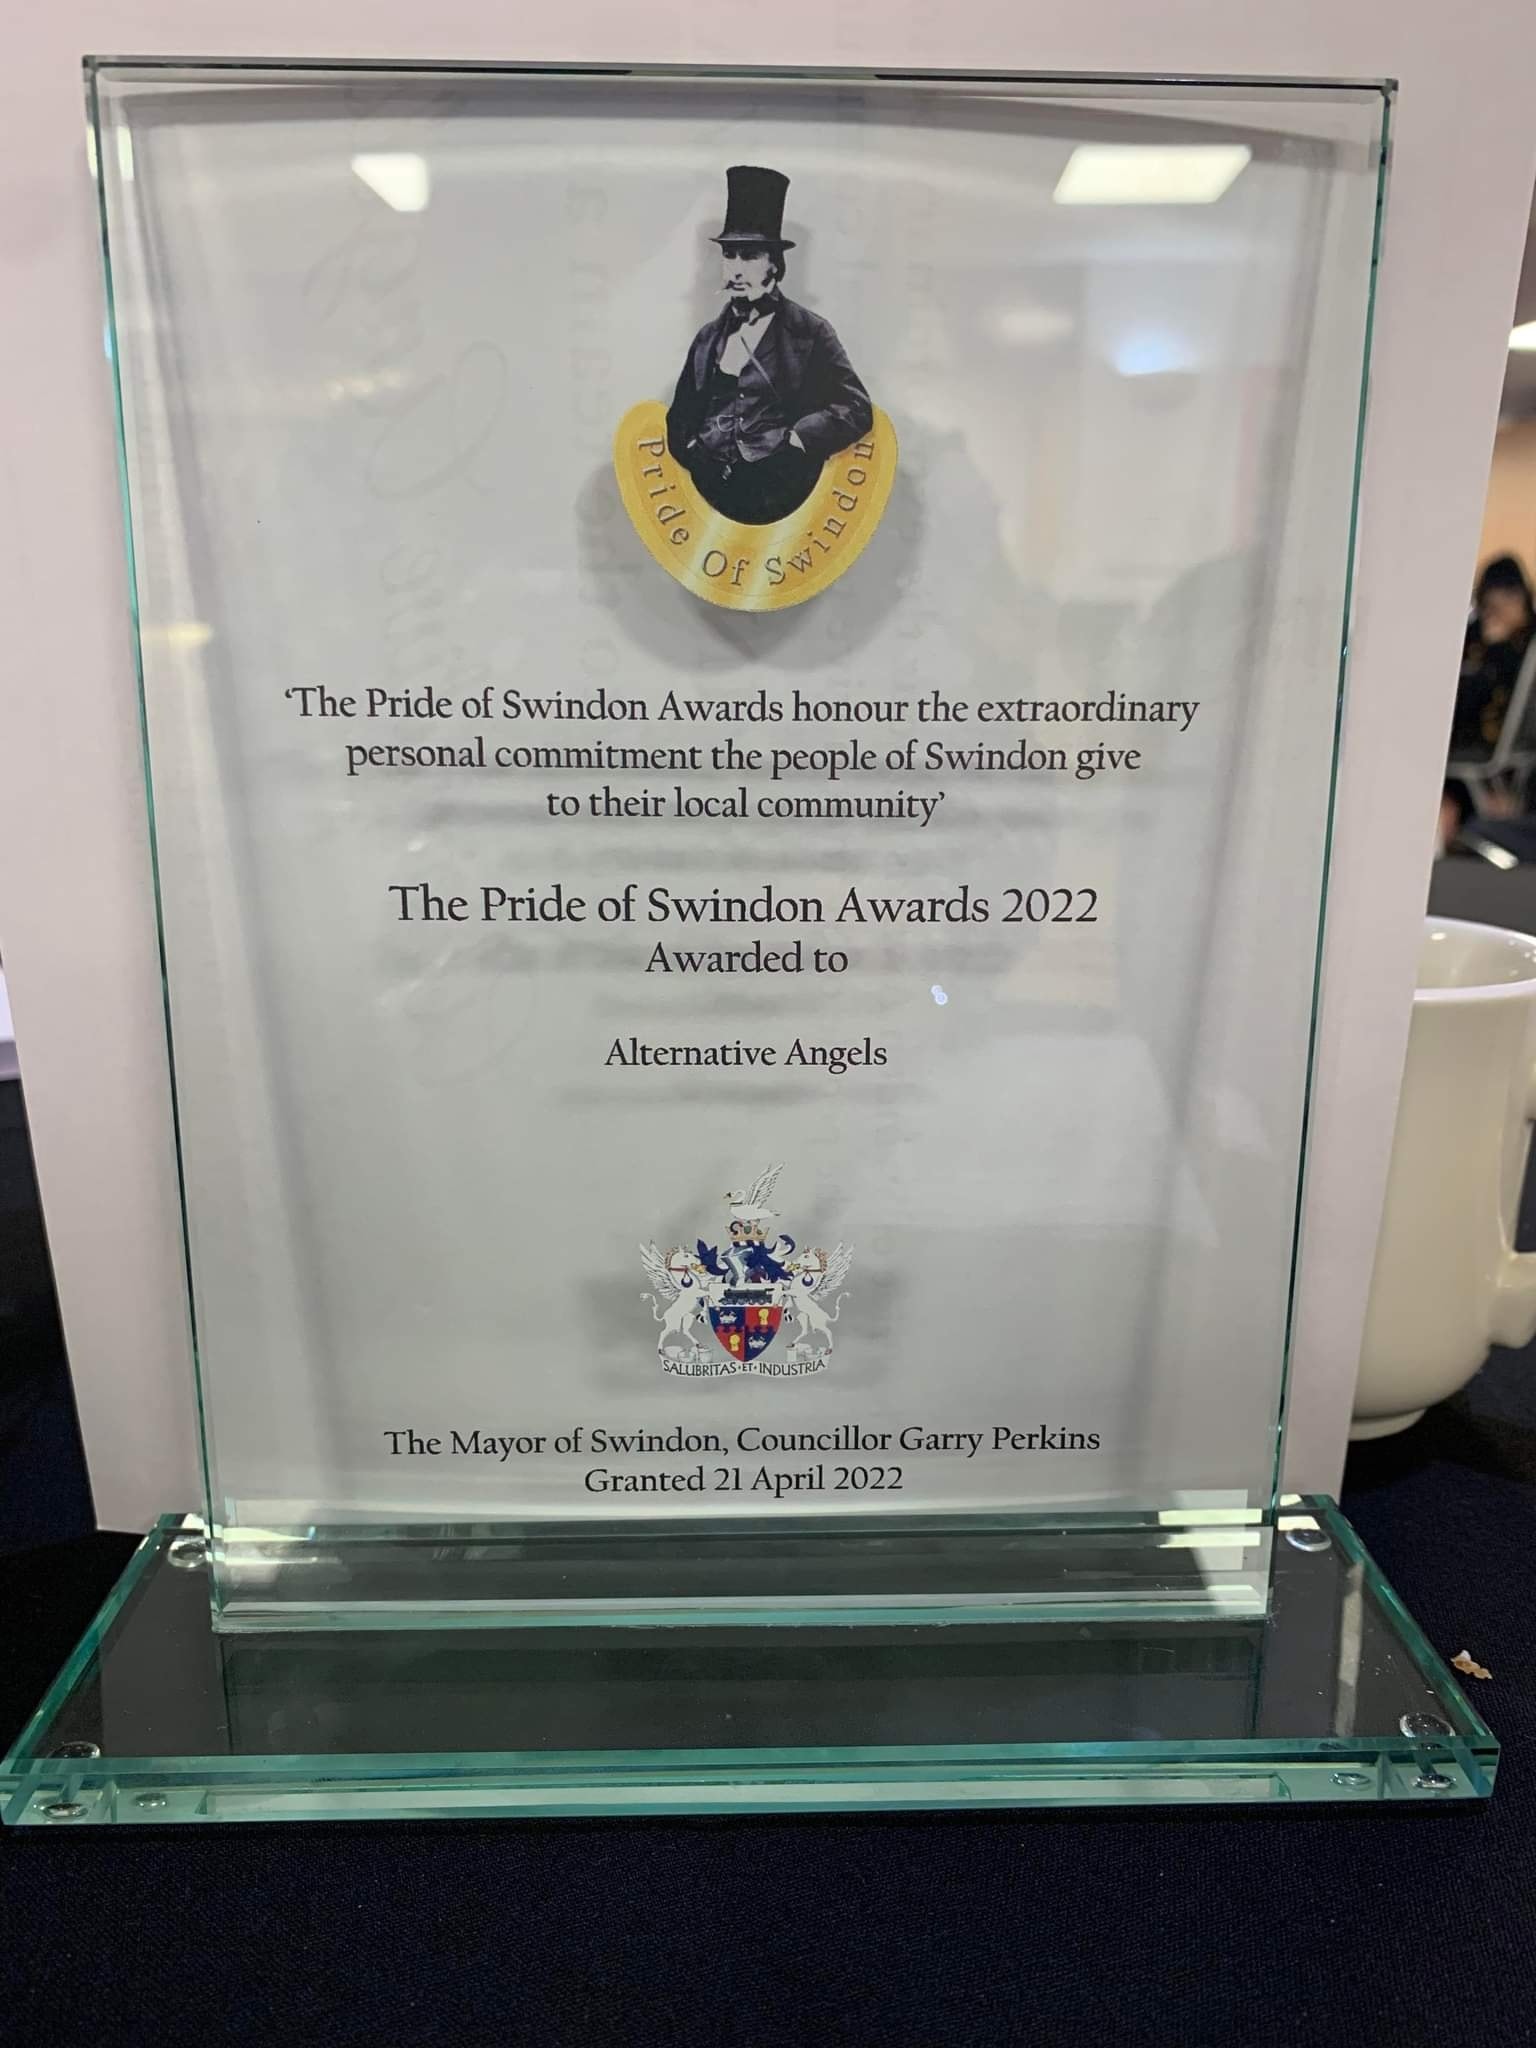 Pride Of Swindon
‘The Pride of Swindon Awards honour the extraordinary
personal commitment the people of Swindon give
to their local community’
The Pride of Swindon Awards 2022
Awarded to
Alternative Angels
SALUBRITAS·ET·INDUSTRIA
The Mayor of Swindon, Councillor Garry Perkins
Granted 21 April 2022